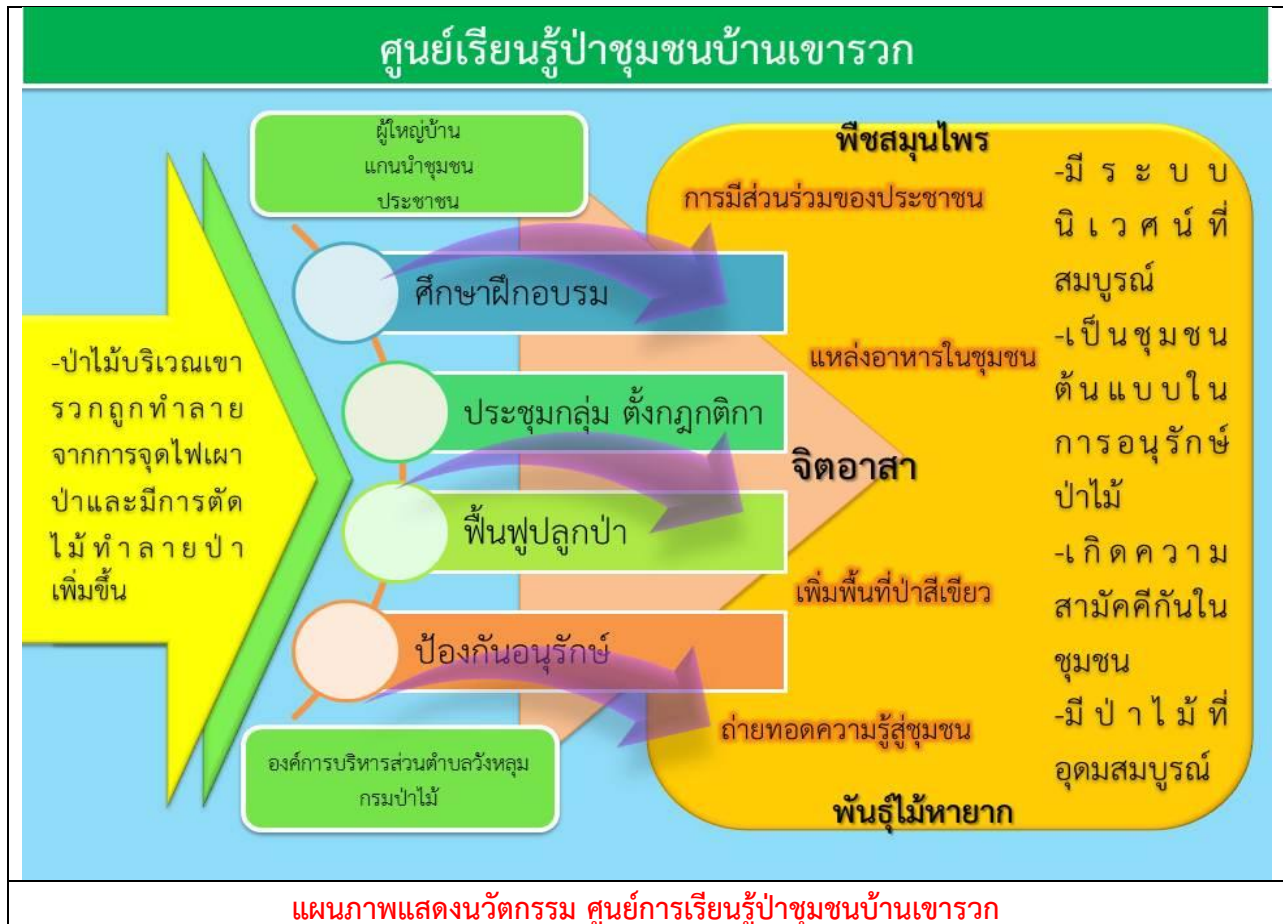 ศูนย์เรียนรู้ป่าชุมชนบ้านเขารวก
-ป่าไม้บริเวณเขา
รวกถูกทำลาย
จากการจุดไฟเผา
ป่าและมีการตัด
ไม้ทำลายป่า
เพิ่มขึ้น
ผู้ใหญ่บ้าน
แกนนำชุมชน
ประชาชน
ศึกษาฝึกอบรม
ประชุมกลุ่ม ตั้งกฎกติกา
ฟื้นฟูปลูกป่า
ป้องกันอนุรักษ์
องค์การบริหารส่วนตำบลวังหลุม
กรมป่าไม้
พืชสมุนไพร
การมีส่วนร่วมของประชาชน
แหล่งอาหารในชุมชน
จิตอาสา
เพิ่มพื้นที่ป่าสีเขียว
ถ่ายทอดความรู้สู่ชุมชน
พันธุ์ไม้หายาก
-มีระบบ
นิเวศน์ที่
สมบูรณ์
-เป็นชุมชน
ต้นแบบใน
การอนุรักษ์
ป่าไม้
-เกิดความ
สามัคคีกันใน
ชุมชน
-มีป่าไม้ที่
อุดมสมบูรณ์
แผนภาพแสดงนวัตกรรม ศูนย์การเรียนรู้ป่าชุมชนบ้านเขารวก